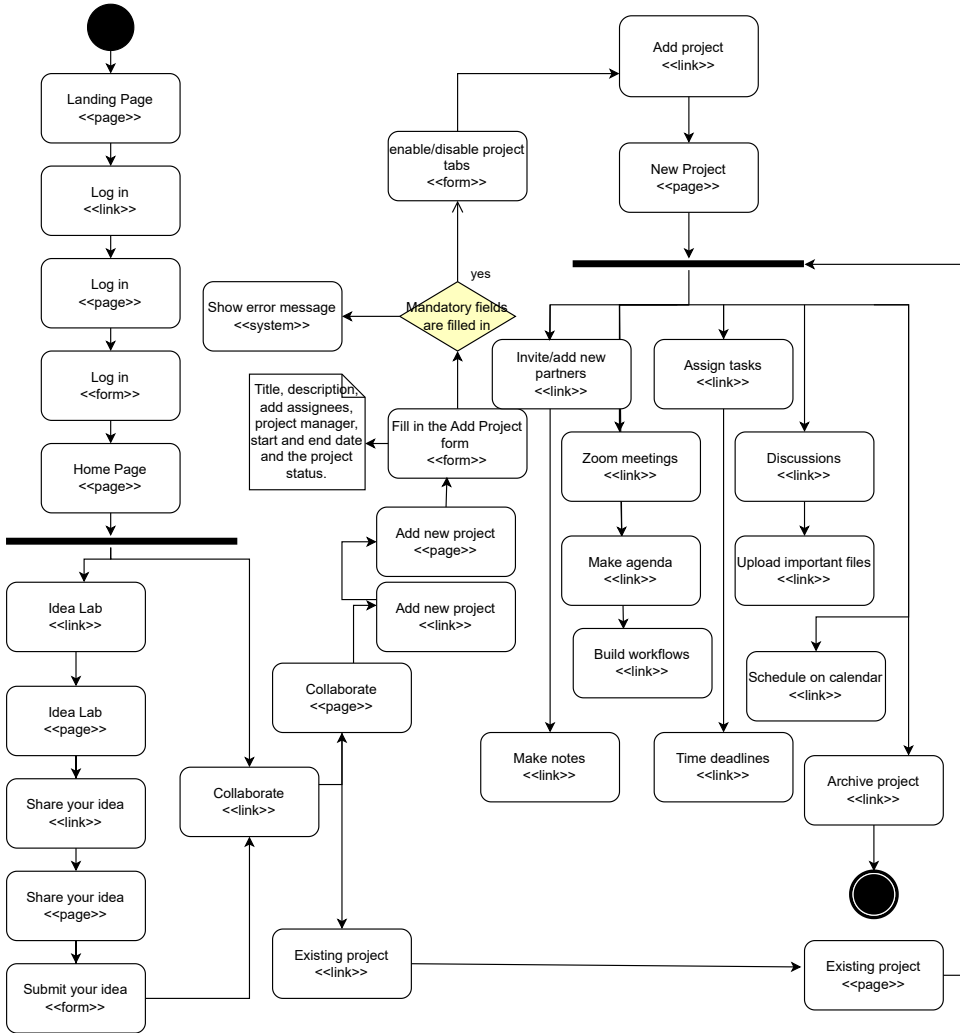 Landing Page
<<page>>
Log in
<<link>>
Log in
<<page>>
Log in
<<form>>
Home Page
<<page>>
Idea Lab
<<link>>
Idea Lab
<<page>>
Share your idea
<<link>>
Share your idea
<<page>>
Submit your idea
<<form>>
Collaborate
<<link>>
Collaborate
<<page>>
Existing project
<<link>>
Existing project
<<page>>
Add new project
<<link>>
Add new project
<<page>>
Fill in the Add Project
form
<<form>>
Title, description,
add assignees,
project manager,
start and end date
and the project
status.
Mandatory fields
are filled in
Show error message
<<system>>
yes
enable/disable project
tabs
<<form>>
Add project
<<link>>
New Project
<<page>>
Invite/add new
partners
<<link>>
Make notes
<<link>>
Zoom meetings
<<link>>
Make agenda
<<link>>
Build workflows
<<link>>
Assign tasks
<<link>>
Time deadlines
<<link>>
Discussions
<<link>>
Upload important files
<<link>>
Schedule on calendar
<<link>>
Archive project
<<link>>